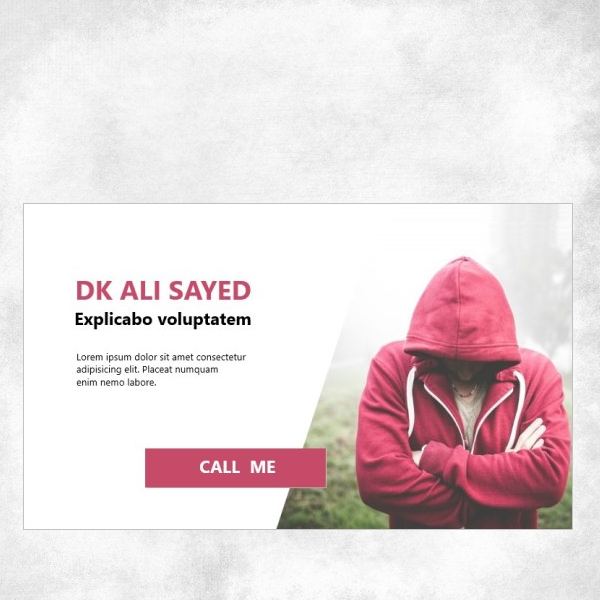 DK ALI SAYED
Explicabo voluptatem
Lorem ipsum dolor sit amet consectetur
adipisicing elit. Placeat numquam
enim nemo labore.
CALL ME